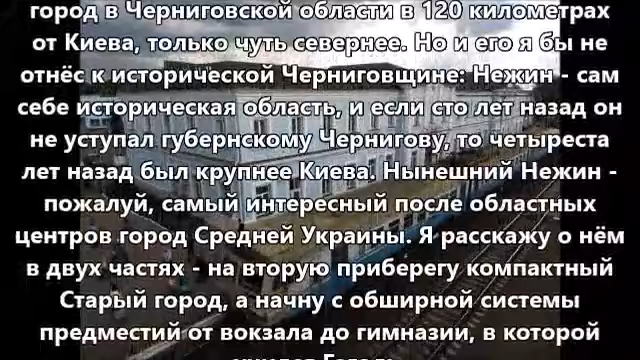 город в Черниговской области в 120 километрах
от Киева, только чуть севернее. Но и его я бы не
отнёс к исторической Черниговщине: Нежин - сам
себе историческая область, и если сто лет назад он
не уступал губернскому Чернигову, то четыреста
лет назад был крупнее Киева. Нынешний Нежин -
пожалуй, самый интересный после областных
центров город Средней Украины. Я расскажу о нём
в двух частях - на вторую приберегу компактный
Старый город, а начну с обширной системы
предместий от вокзала до гимназии, в которой